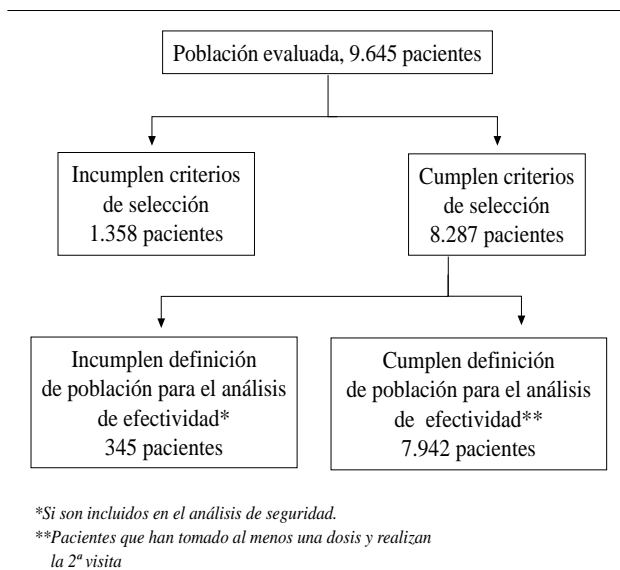 Población evaluada, 9.645 pacientes
Incumplen criterios
de selección
1.358 pacientes
Cumplen criterios
de selección
8.287 pacientes
Incumplen definición
de población para el análisis
de efectividad*
345 pacientes
Cumplen definición
de población para el análisis
de efectividad**
7.942 pacientes
*Si son incluidos en el análisis de seguridad.
**Pacientes que han tomado al menos una dosis y realizan
la 2ª visita